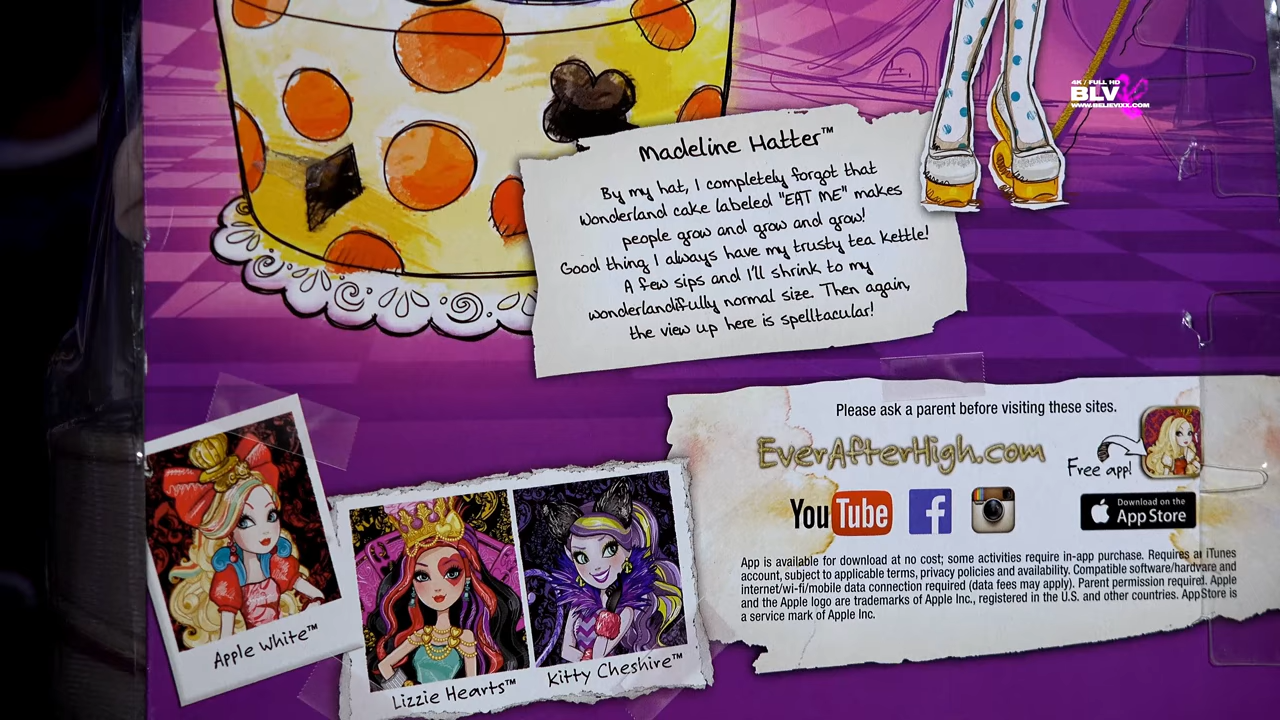 4K / FULL HD
BLV
WWW.BELIEVIXX.COM
Madeline Hatter™
By my hat, I completely forgot that
Wonderland cake labeled "EAT ME" makes
people grow and grow and grow!
Good thing I always have my trusty tea kettle!
A few sips and I'll shrink to my
wonderlandifully normal size. Then again,
the view up here is spelltacular!
Please ask a parent before visiting these sites.
EverAfterHigh.com
Free app!
YouTube
f
Download on the
App Store
App is available for download at no cost; some activities require in-app purchase. Requires an iTunes
account, subject to applicable terms, privacy policies and availability. Compatible software/hardware and
internet/wi-fi/mobile data connection required (data fees may apply). Parent permission required. Apple
and the Apple logo are trademarks of Apple Inc., registered in the U.S. and other countries. App Store is
a service mark of Apple Inc.
Apple White™
Lizzie Hearts™
Kitty Cheshire™